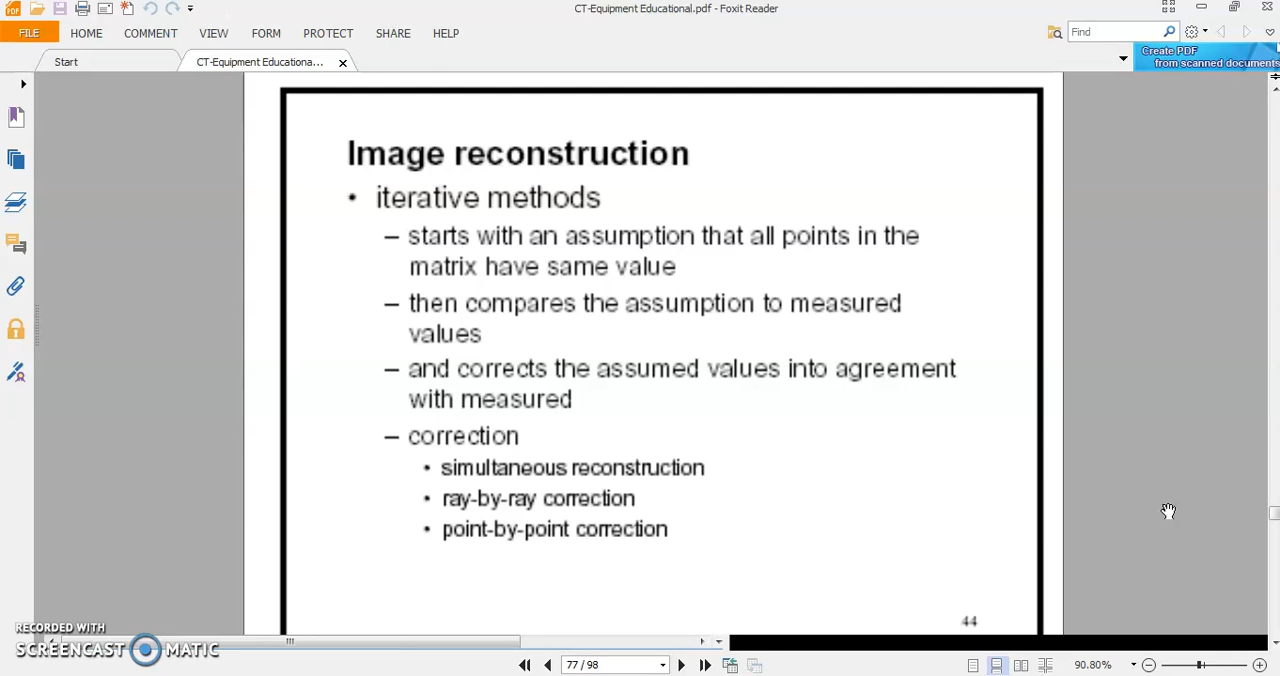 CT-Equipment Educational.pdf - Foxit Reader
FILE HOME COMMENT VIEW FORM PROTECT SHARE HELP
Find
Create PDF
from scanned documents
Start
CT-Equipment Educationa...
Image reconstruction
• iterative methods
– starts with an assumption that all points in the
matrix have same value
– then compares the assumption to measured
values
– and corrects the assumed values into agreement
with measured
– correction
• simultaneous reconstruction
• ray-by-ray correction
• point-by-point correction
44
RECORDED WITH
SCREENCAST MATIC
77 / 98
90.80%